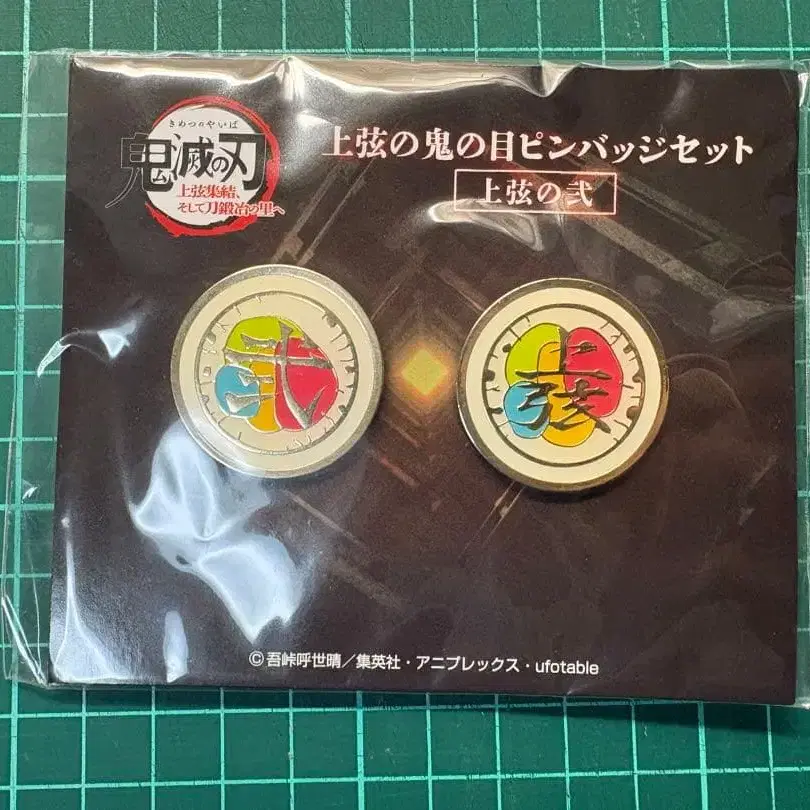 きめつのやいば
鬼滅の刃
上弦集結、
そして刀鍛冶の里へ
上弦の鬼の目ピンバッジセット
上弦の弐
弐
上弦
© 吾峠呼世晴／集英社・アニプレックス・ufotable